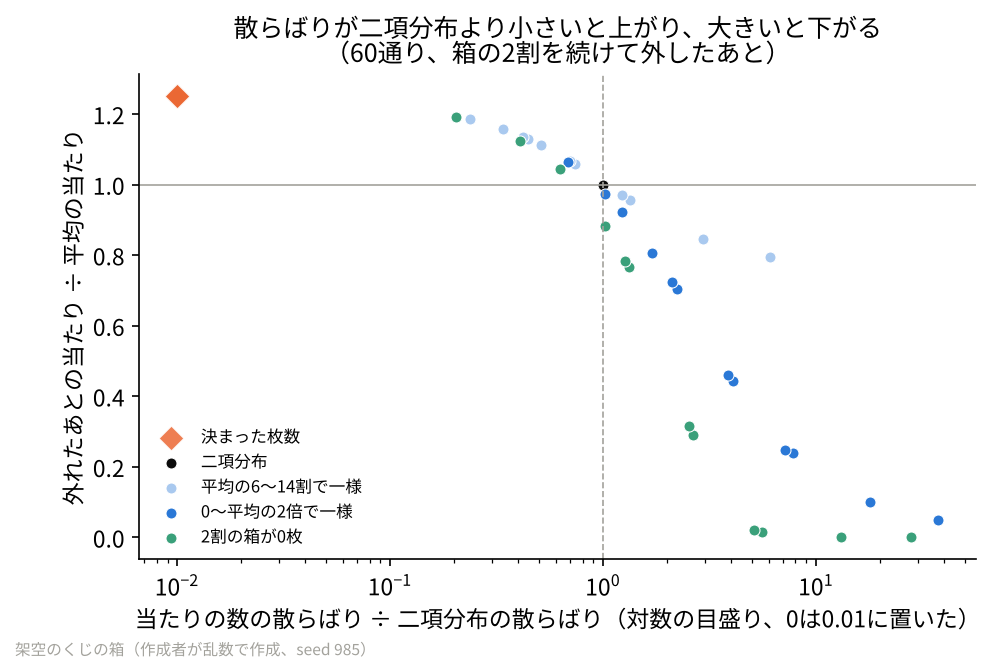 散らばりが二項分布より小さいと上がり、大きいと下がる
（60通り、箱の2割を続けて外したあと）
外れたあとの当たり ÷ 平均の当たり
1.2
1.0
0.8
0.6
0.4
0.2
0.0
決まった枚数
二項分布
平均の6〜14割で一様
0〜平均の2倍で一様
2割の箱が0枚
10⁻² 10⁻¹ 10⁰ 10¹
当たりの数の散らばり ÷ 二項分布の散らばり（対数の目盛り、0は0.01に置いた）
架空のくじの箱（作成者が乱数で作成、seed 985）